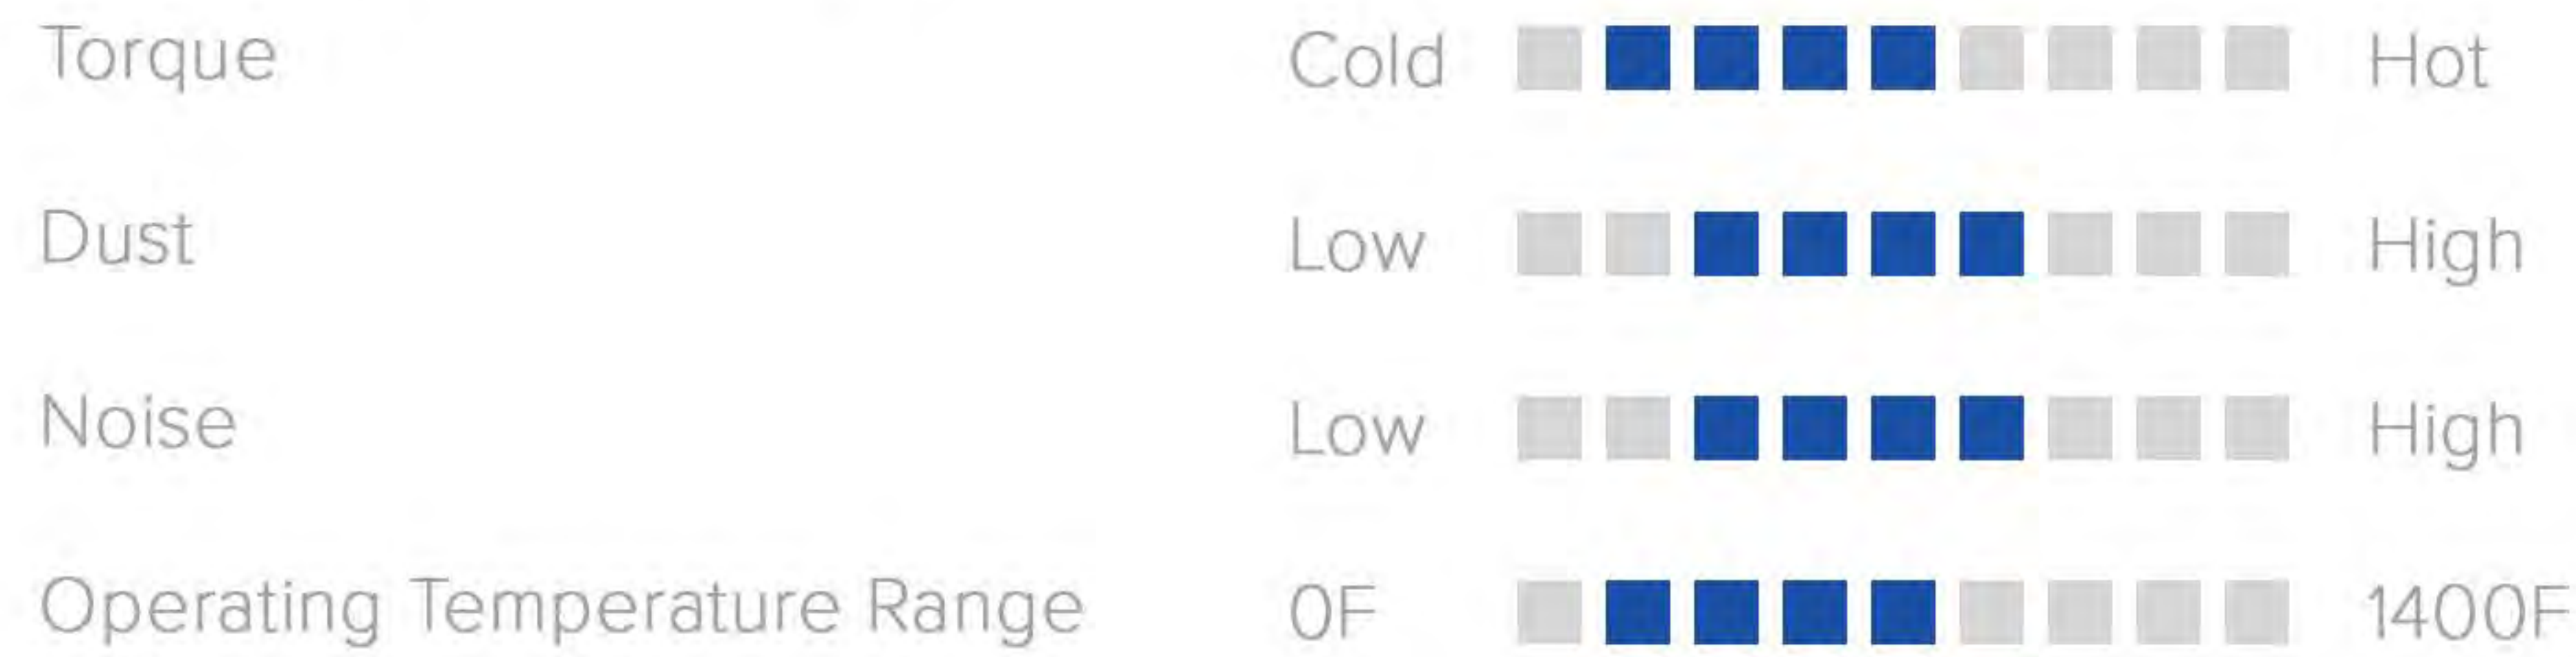 Torque Cold Hot
Dust Low High
Noise Low High
Operating Temperature Range 0F 1400F